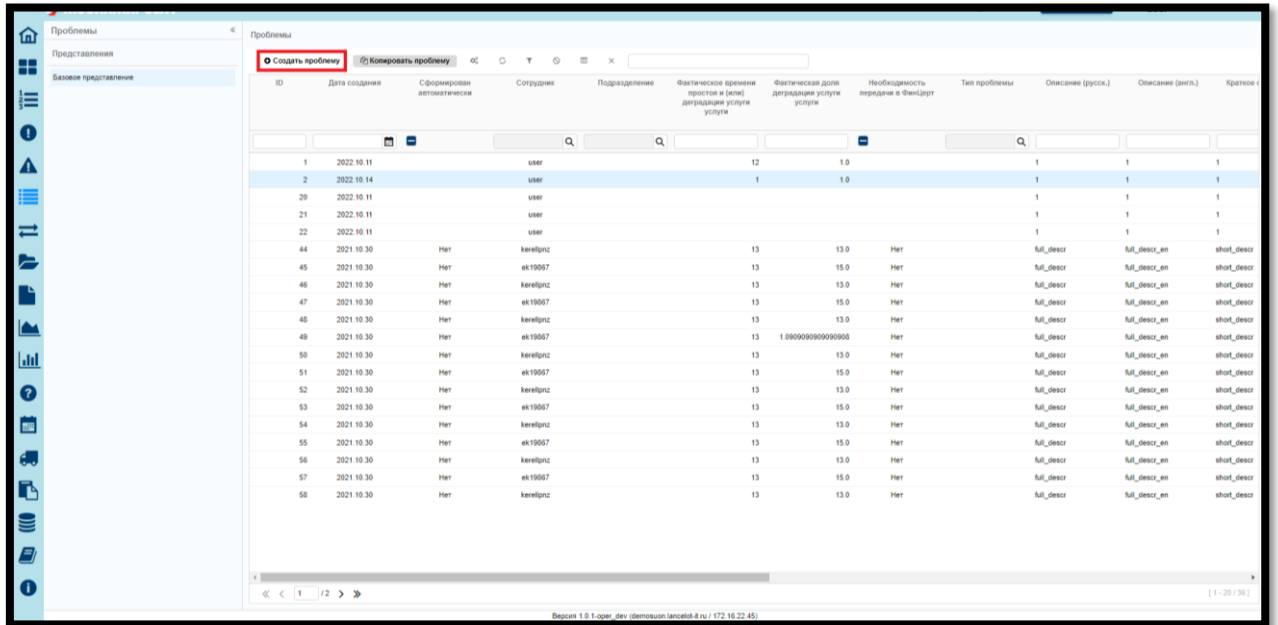 Проблемы
Представления
Базовое представление
Проблемы
Создать проблему Копировать проблему
ID Дата создания Сформирован автоматически Сотрудник Подразделение Фактическое времени простоя и (или) деградации услуги услуги Фактическая доля деградации услуги услуги Необходимость передачи в ФинЦерт Тип проблемы Описание (русск.) Описание (англ.) Краткое
1 2022.10.11 user 12 1.0 1 1 1
2 2022.10.14 user 1 1.0 1 1 1
20 2022.10.11 user 1 1 1
21 2022.10.11 user 1 1 1
22 2022.10.11 user 1 1 1
44 2021.10.30 Нет kerellpnz 13 13.0 Нет full_descr full_descr_en short_descr
45 2021.10.30 Нет ek19867 13 15.0 Нет full_descr full_descr_en short_descr
46 2021.10.30 Нет kerellpnz 13 13.0 Нет full_descr full_descr_en short_descr
47 2021.10.30 Нет ek19867 13 15.0 Нет full_descr full_descr_en short_descr
48 2021.10.30 Нет kerellpnz 13 13.0 Нет full_descr full_descr_en short_descr
49 2021.10.30 Нет ek19867 13 1.0909090909090908 Нет full_descr full_descr_en short_descr
50 2021.10.30 Нет kerellpnz 13 13.0 Нет full_descr full_descr_en short_descr
51 2021.10.30 Нет ek19867 13 15.0 Нет full_descr full_descr_en short_descr
52 2021.10.30 Нет kerellpnz 13 13.0 Нет full_descr full_descr_en short_descr
53 2021.10.30 Нет ek19867 13 15.0 Нет full_descr full_descr_en short_descr
54 2021.10.30 Нет kerellpnz 13 13.0 Нет full_descr full_descr_en short_descr
55 2021.10.30 Нет ek19867 13 15.0 Нет full_descr full_descr_en short_descr
56 2021.10.30 Нет kerellpnz 13 13.0 Нет full_descr full_descr_en short_descr
57 2021.10.30 Нет ek19867 13 15.0 Нет full_descr full_descr_en short_descr
58 2021.10.30 Нет kerellpnz 13 13.0 Нет full_descr full_descr_en short_descr
1 / 2 [ 1 - 20 / 36 ]
Версия 1.0.1-oper_dev (demosuon.lancelot-it.ru / 172.16.22.45)